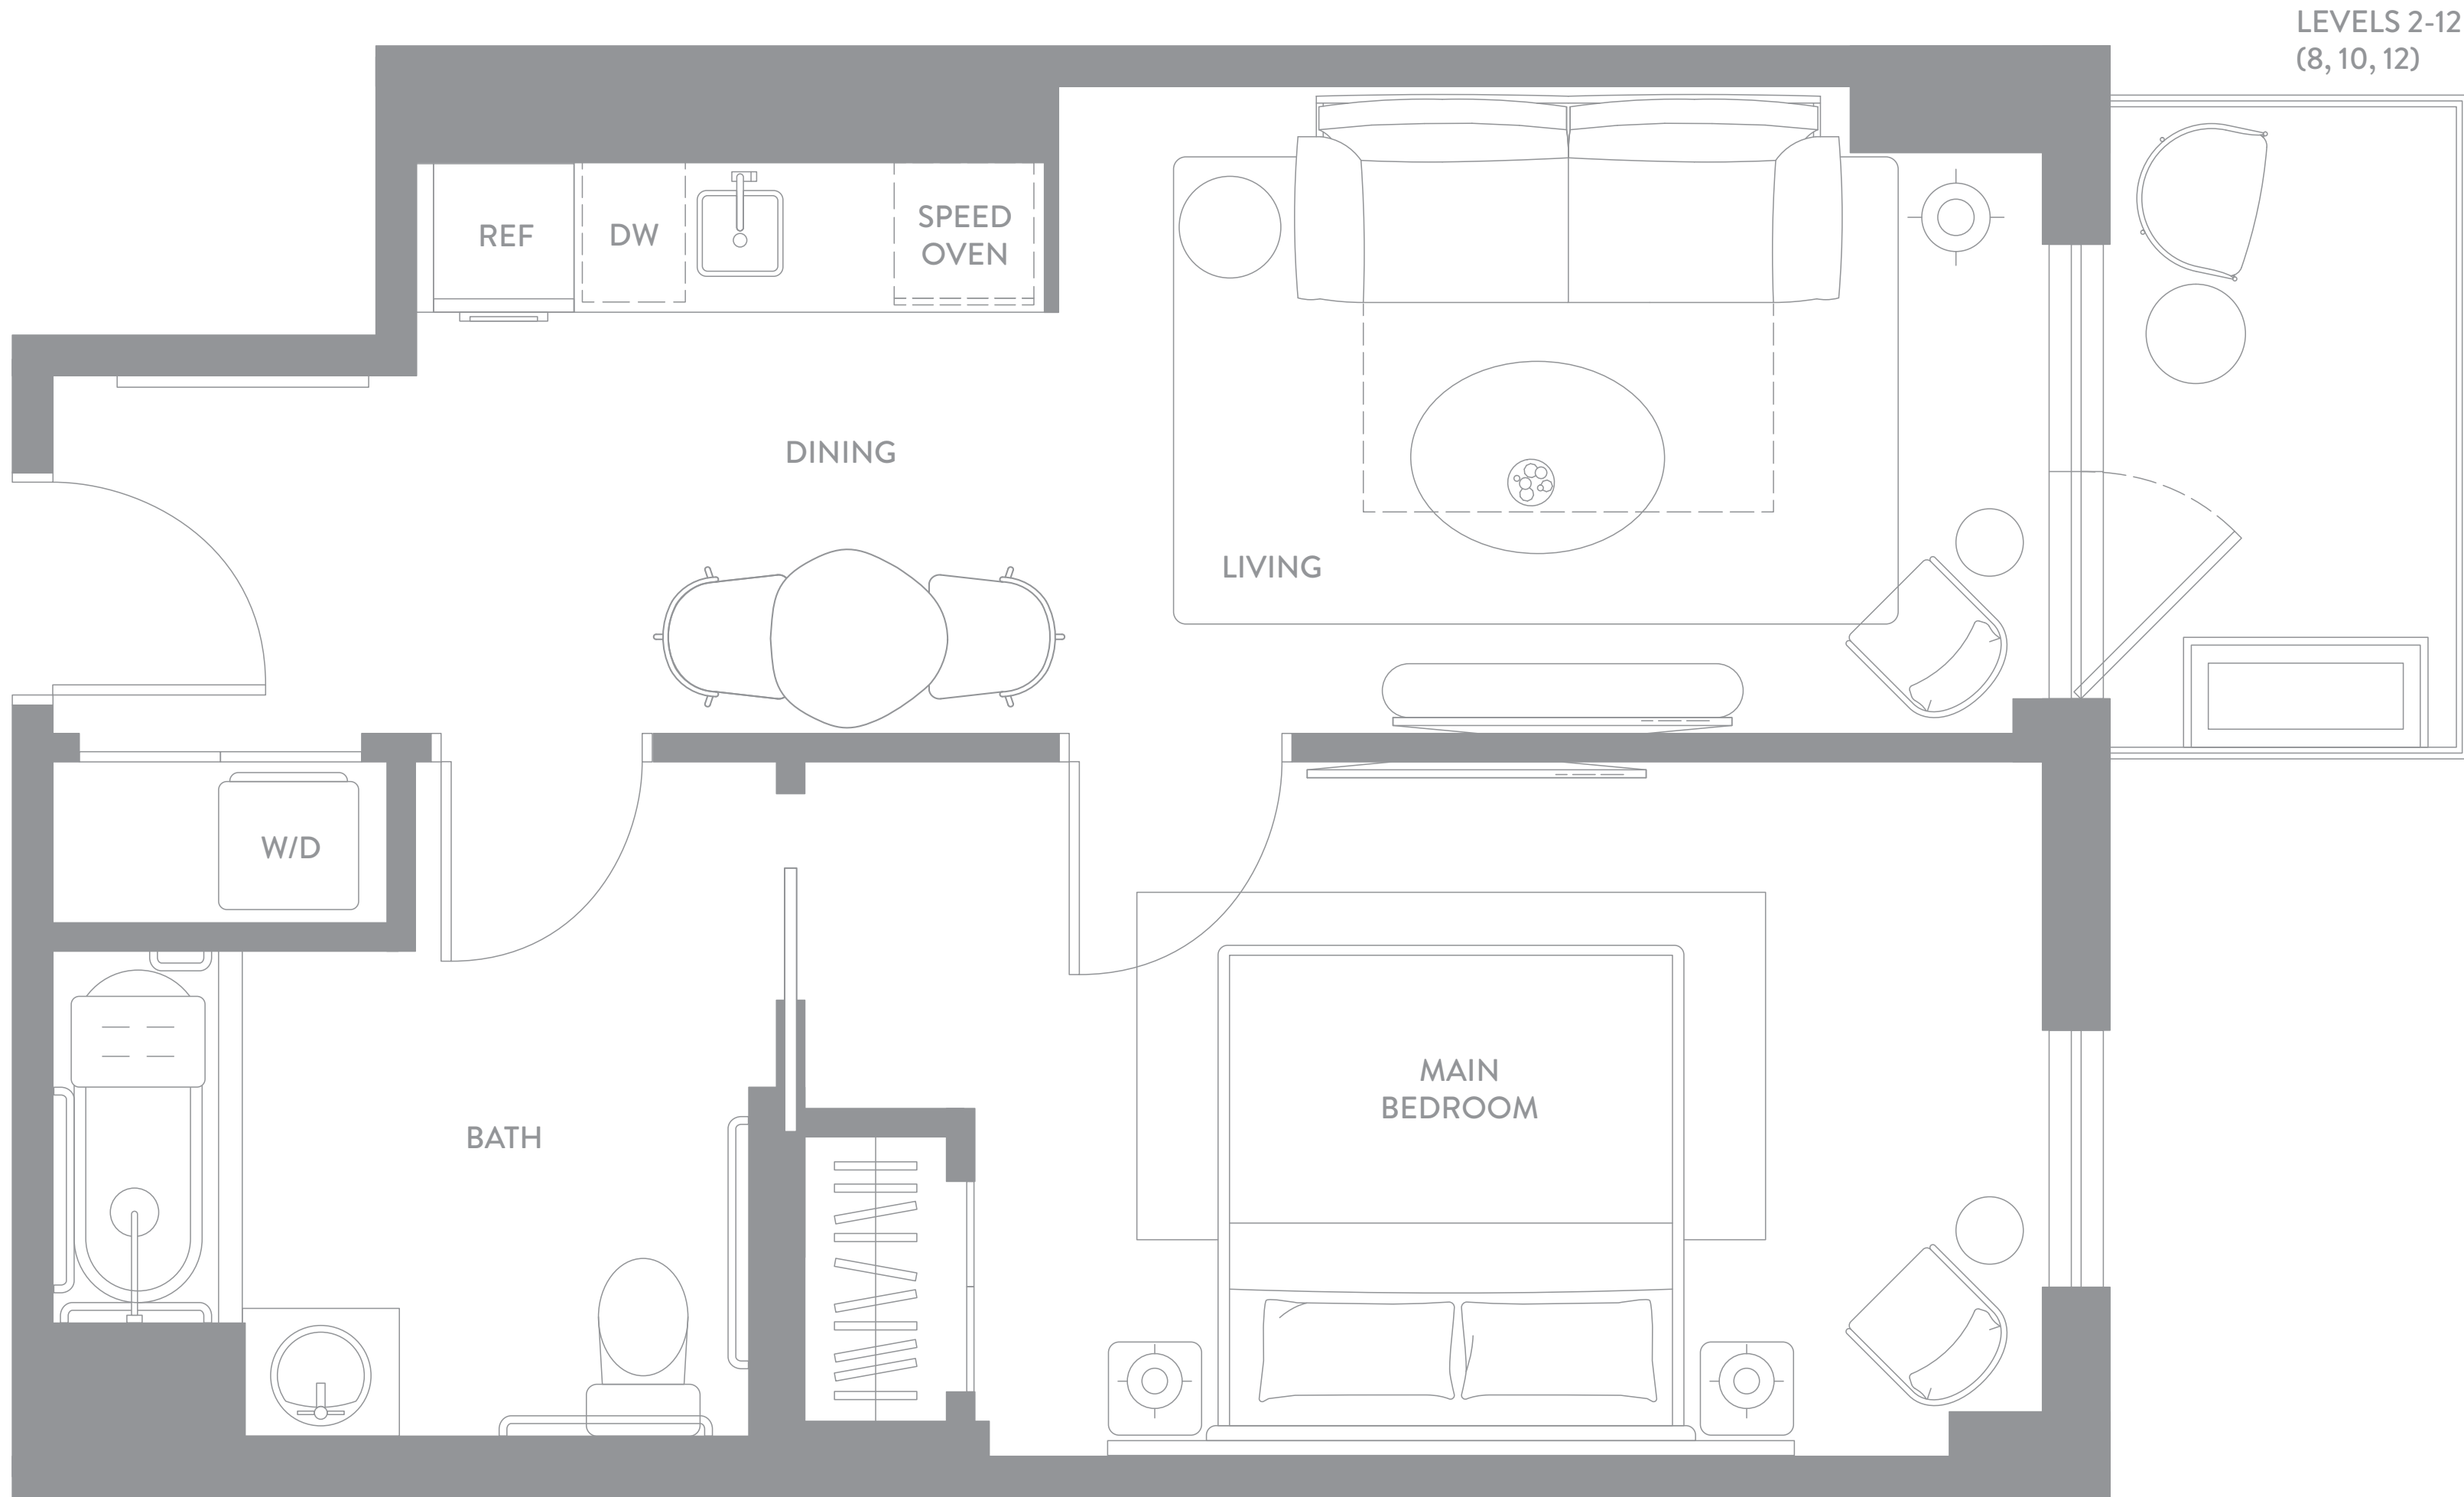 LEVELS 2-12
(8, 10, 12)
REF
DW
SPEED
OVEN
DINING
LIVING
W/D
MAIN
BEDROOM
BATH